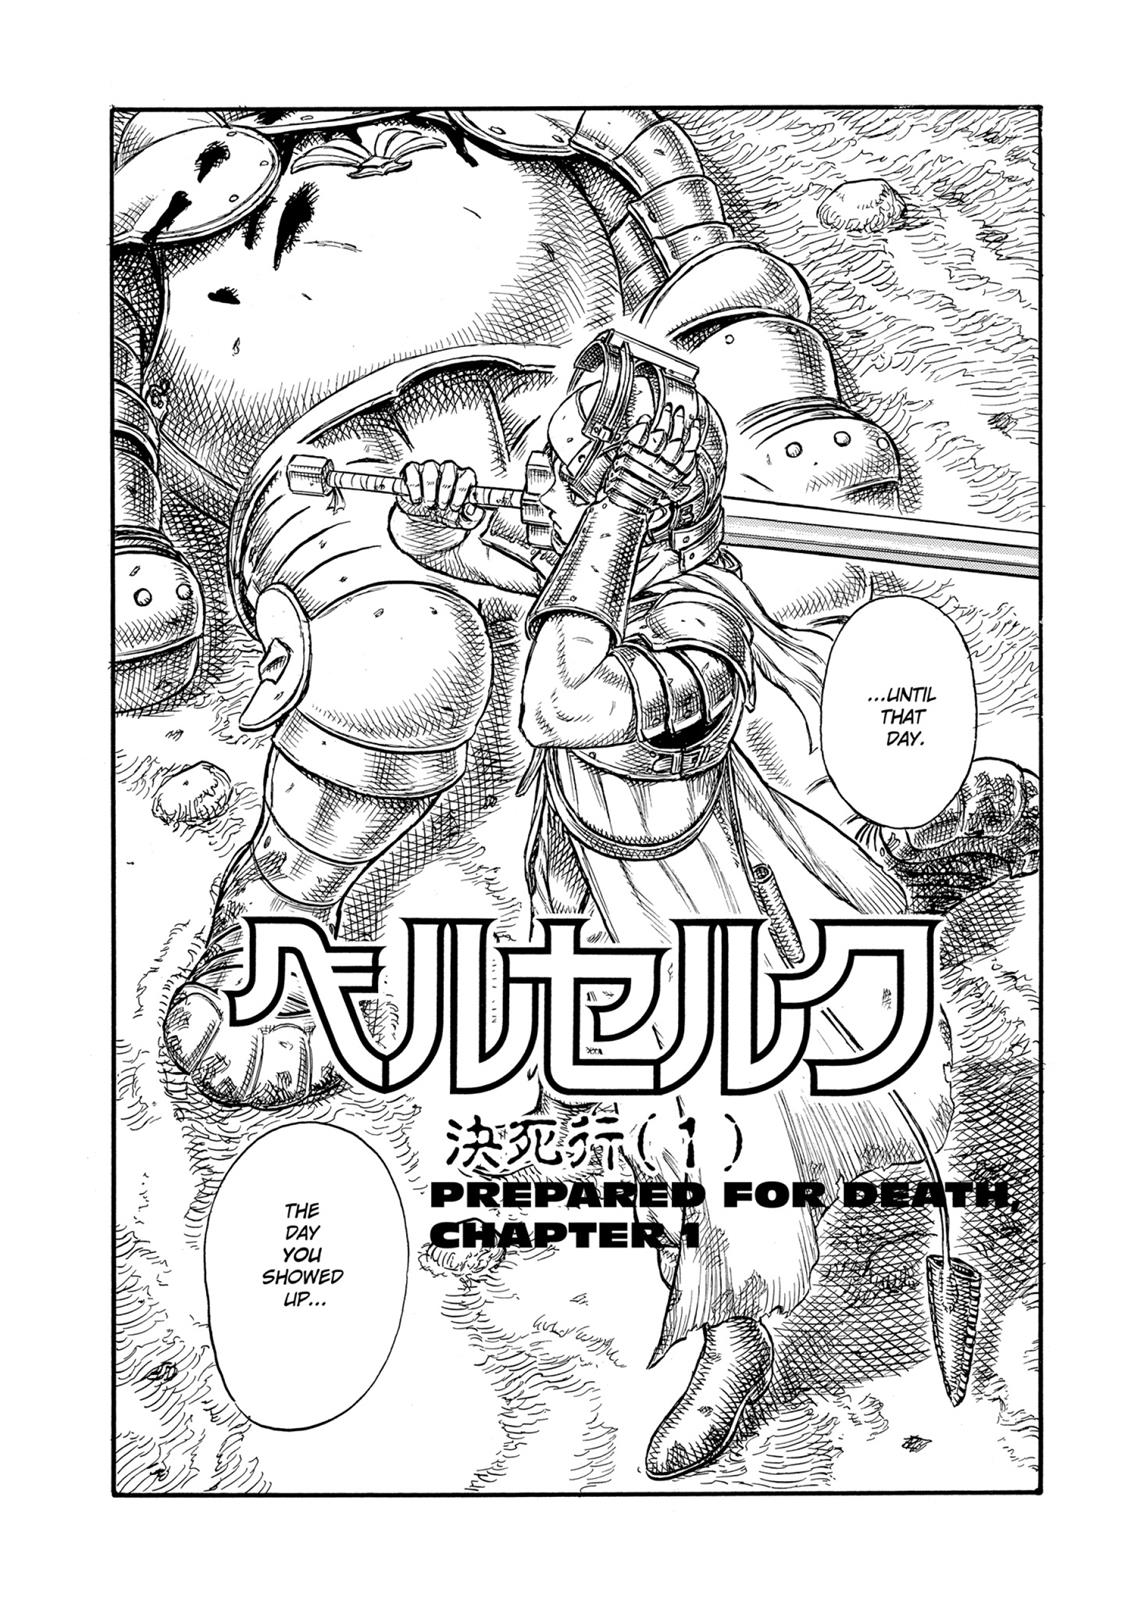 ...UNTIL
THAT
DAY.
ベルセルク
決死行(1)
PREPARED FOR DEATH,
CHAPTER 1
THE
DAY
YOU
SHOWED
UP...